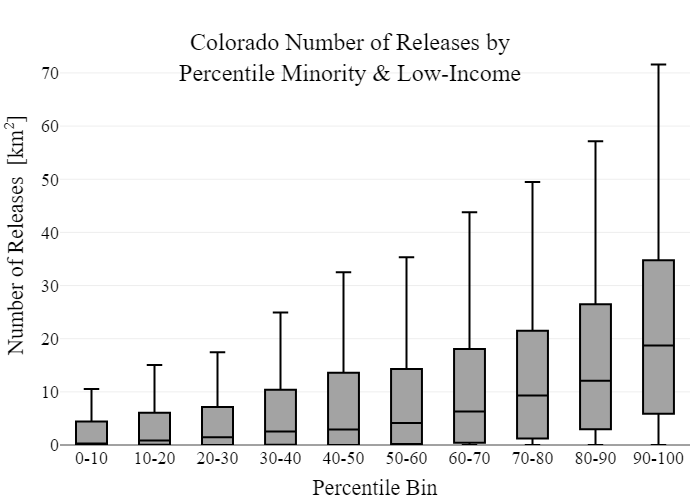 Colorado Number of Releases by
Percentile Minority & Low-Income
Number of Releases [km²]
70
60
50
40
30
20
10
0
0-10 10-20 20-30 30-40 40-50 50-60 60-70 70-80 80-90 90-100
Percentile Bin